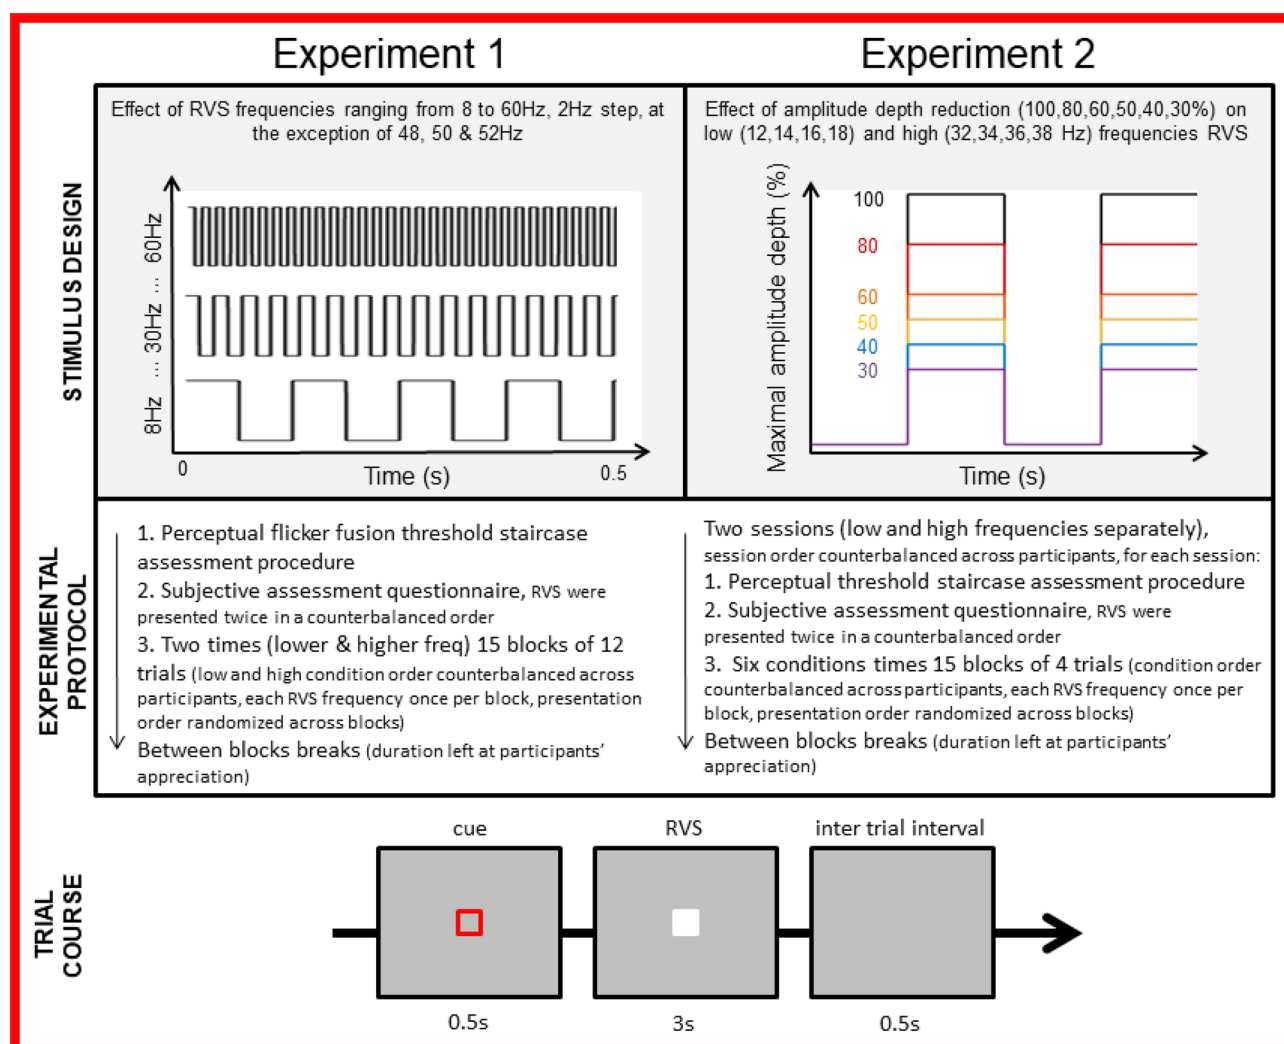 Experiment 1
Experiment 2
STIMULUS DESIGN
Effect of RVS frequencies ranging from 8 to 60Hz, 2Hz step, at
the exception of 48, 50 & 52Hz
60Hz
...
30Hz
...
8Hz
0
Time (s)
0.5
Effect of amplitude depth reduction (100,80,60,50,40,30%) on
low (12,14,16,18) and high (32,34,36,38 Hz) frequencies RVS
Maximal amplitude depth (%)
100
80
60
50
40
30
Time (s)
EXPERIMENTAL
PROTOCOL
1. Perceptual flicker fusion threshold staircase
assessment procedure
2. Subjective assessment questionnaire, RVS were
presented twice in a counterbalanced order
3. Two times (lower & higher freq) 15 blocks of 12
trials (low and high condition order counterbalanced across
participants, each RVS frequency once per block, presentation
order randomized across blocks)
Between blocks breaks (duration left at participants’
appreciation)
Two sessions (low and high frequencies separately),
session order counterbalanced across participants, for each session:
1. Perceptual threshold staircase assessment procedure
2. Subjective assessment questionnaire, RVS were
presented twice in a counterbalanced order
3. Six conditions times 15 blocks of 4 trials (condition order
counterbalanced across participants, each RVS frequency once per
block, presentation order randomized across blocks)
Between blocks breaks (duration left at participants’
appreciation)
TRIAL
COURSE
cue
RVS
inter trial interval
0.5s
3s
0.5s